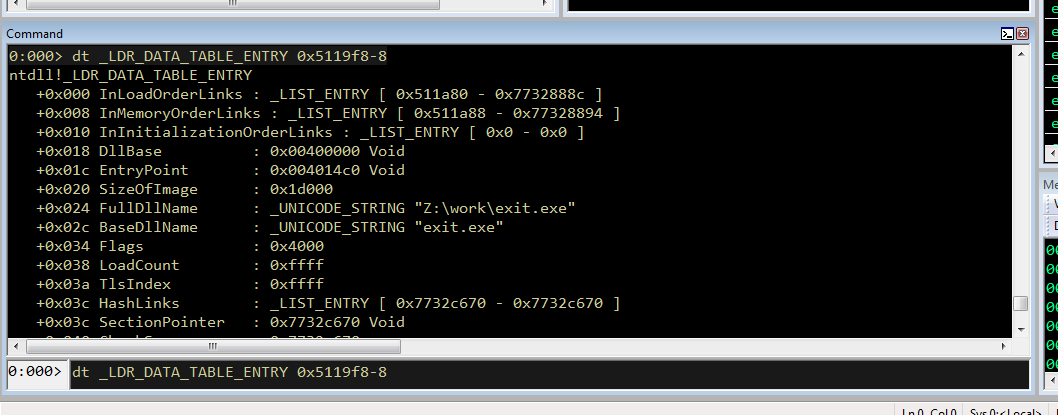 Command
0:000> dt _LDR_DATA_TABLE_ENTRY 0x5119f8-8
ntdll!_LDR_DATA_TABLE_ENTRY
+0x000 InLoadOrderLinks : _LIST_ENTRY [ 0x511a80 - 0x7732888c ]
+0x008 InMemoryOrderLinks : _LIST_ENTRY [ 0x511a88 - 0x77328894 ]
+0x010 InInitializationOrderLinks : _LIST_ENTRY [ 0x0 - 0x0 ]
+0x018 DllBase : 0x00400000 Void
+0x01c EntryPoint : 0x004014c0 Void
+0x020 SizeOfImage : 0x1d000
+0x024 FullDllName : _UNICODE_STRING "Z:\work\exit.exe"
+0x02c BaseDllName : _UNICODE_STRING "exit.exe"
+0x034 Flags : 0x4000
+0x038 LoadCount : 0xffff
+0x03a TlsIndex : 0xffff
+0x03c HashLinks : _LIST_ENTRY [ 0x7732c670 - 0x7732c670 ]
+0x03c SectionPointer : 0x7732c670 Void
0:000> dt _LDR_DATA_TABLE_ENTRY 0x5119f8-8
Ln 0, Col 0 Sys 0:<Local>